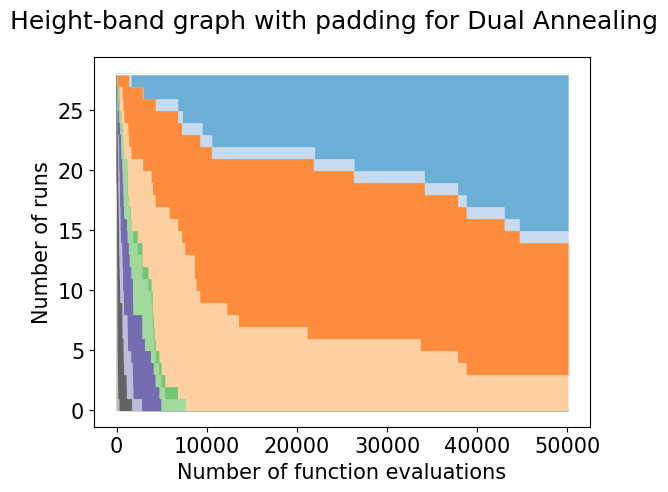 Height-band graph with padding for Dual Annealing
25
20
15
10
5
0
Number of runs
0 10000 20000 30000 40000 50000
Number of function evaluations